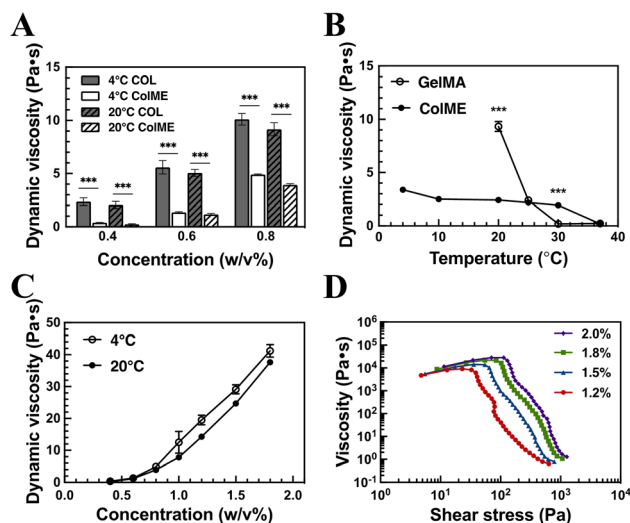 A
Dynamic viscosity (Pa•s)
15
10
5
0
4°C COL
4°C ColME
20°C COL
20°C ColME
*** *** *** *** *** ***
0.4 0.6 0.8
Concentration (w/v%)
B
Dynamic viscosity (Pa•s)
15
10
5
0
GelMA
ColME
***
***
0 10 20 30 40
Temperature (°C)
C
Dynamic viscosity (Pa•s)
50
40
30
20
10
0
4°C
20°C
0.0 0.5 1.0 1.5 2.0
Concentration (w/v%)
D
Viscosity (Pa•s)
10⁶
10⁵
10⁴
10³
10²
10¹
10⁰
10⁻¹
2.0%
1.8%
1.5%
1.2%
10⁰ 10¹ 10² 10³ 10⁴
Shear stress (Pa)